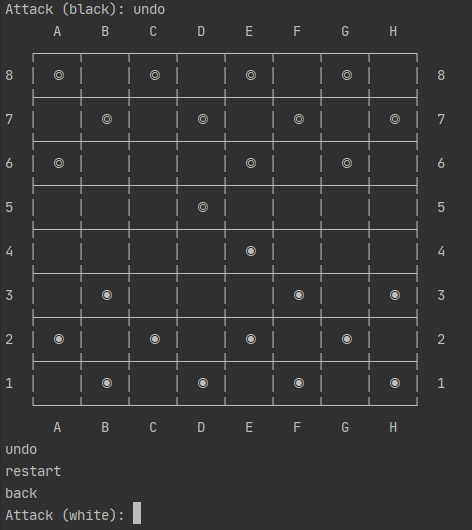 Attack (black): undo
A B C D E F G H
8 ◎ ◎ ◎ ◎ 8
7 ◎ ◎ ◎ ◎ 7
6 ◎ ◎ ◎ 6
5 ◎ 5
4 ◉ 4
3 ◉ ◉ ◉ 3
2 ◉ ◉ ◉ ◉ 2
1 ◉ ◉ ◉ ◉ 1
A B C D E F G H
undo
restart
back
Attack (white):